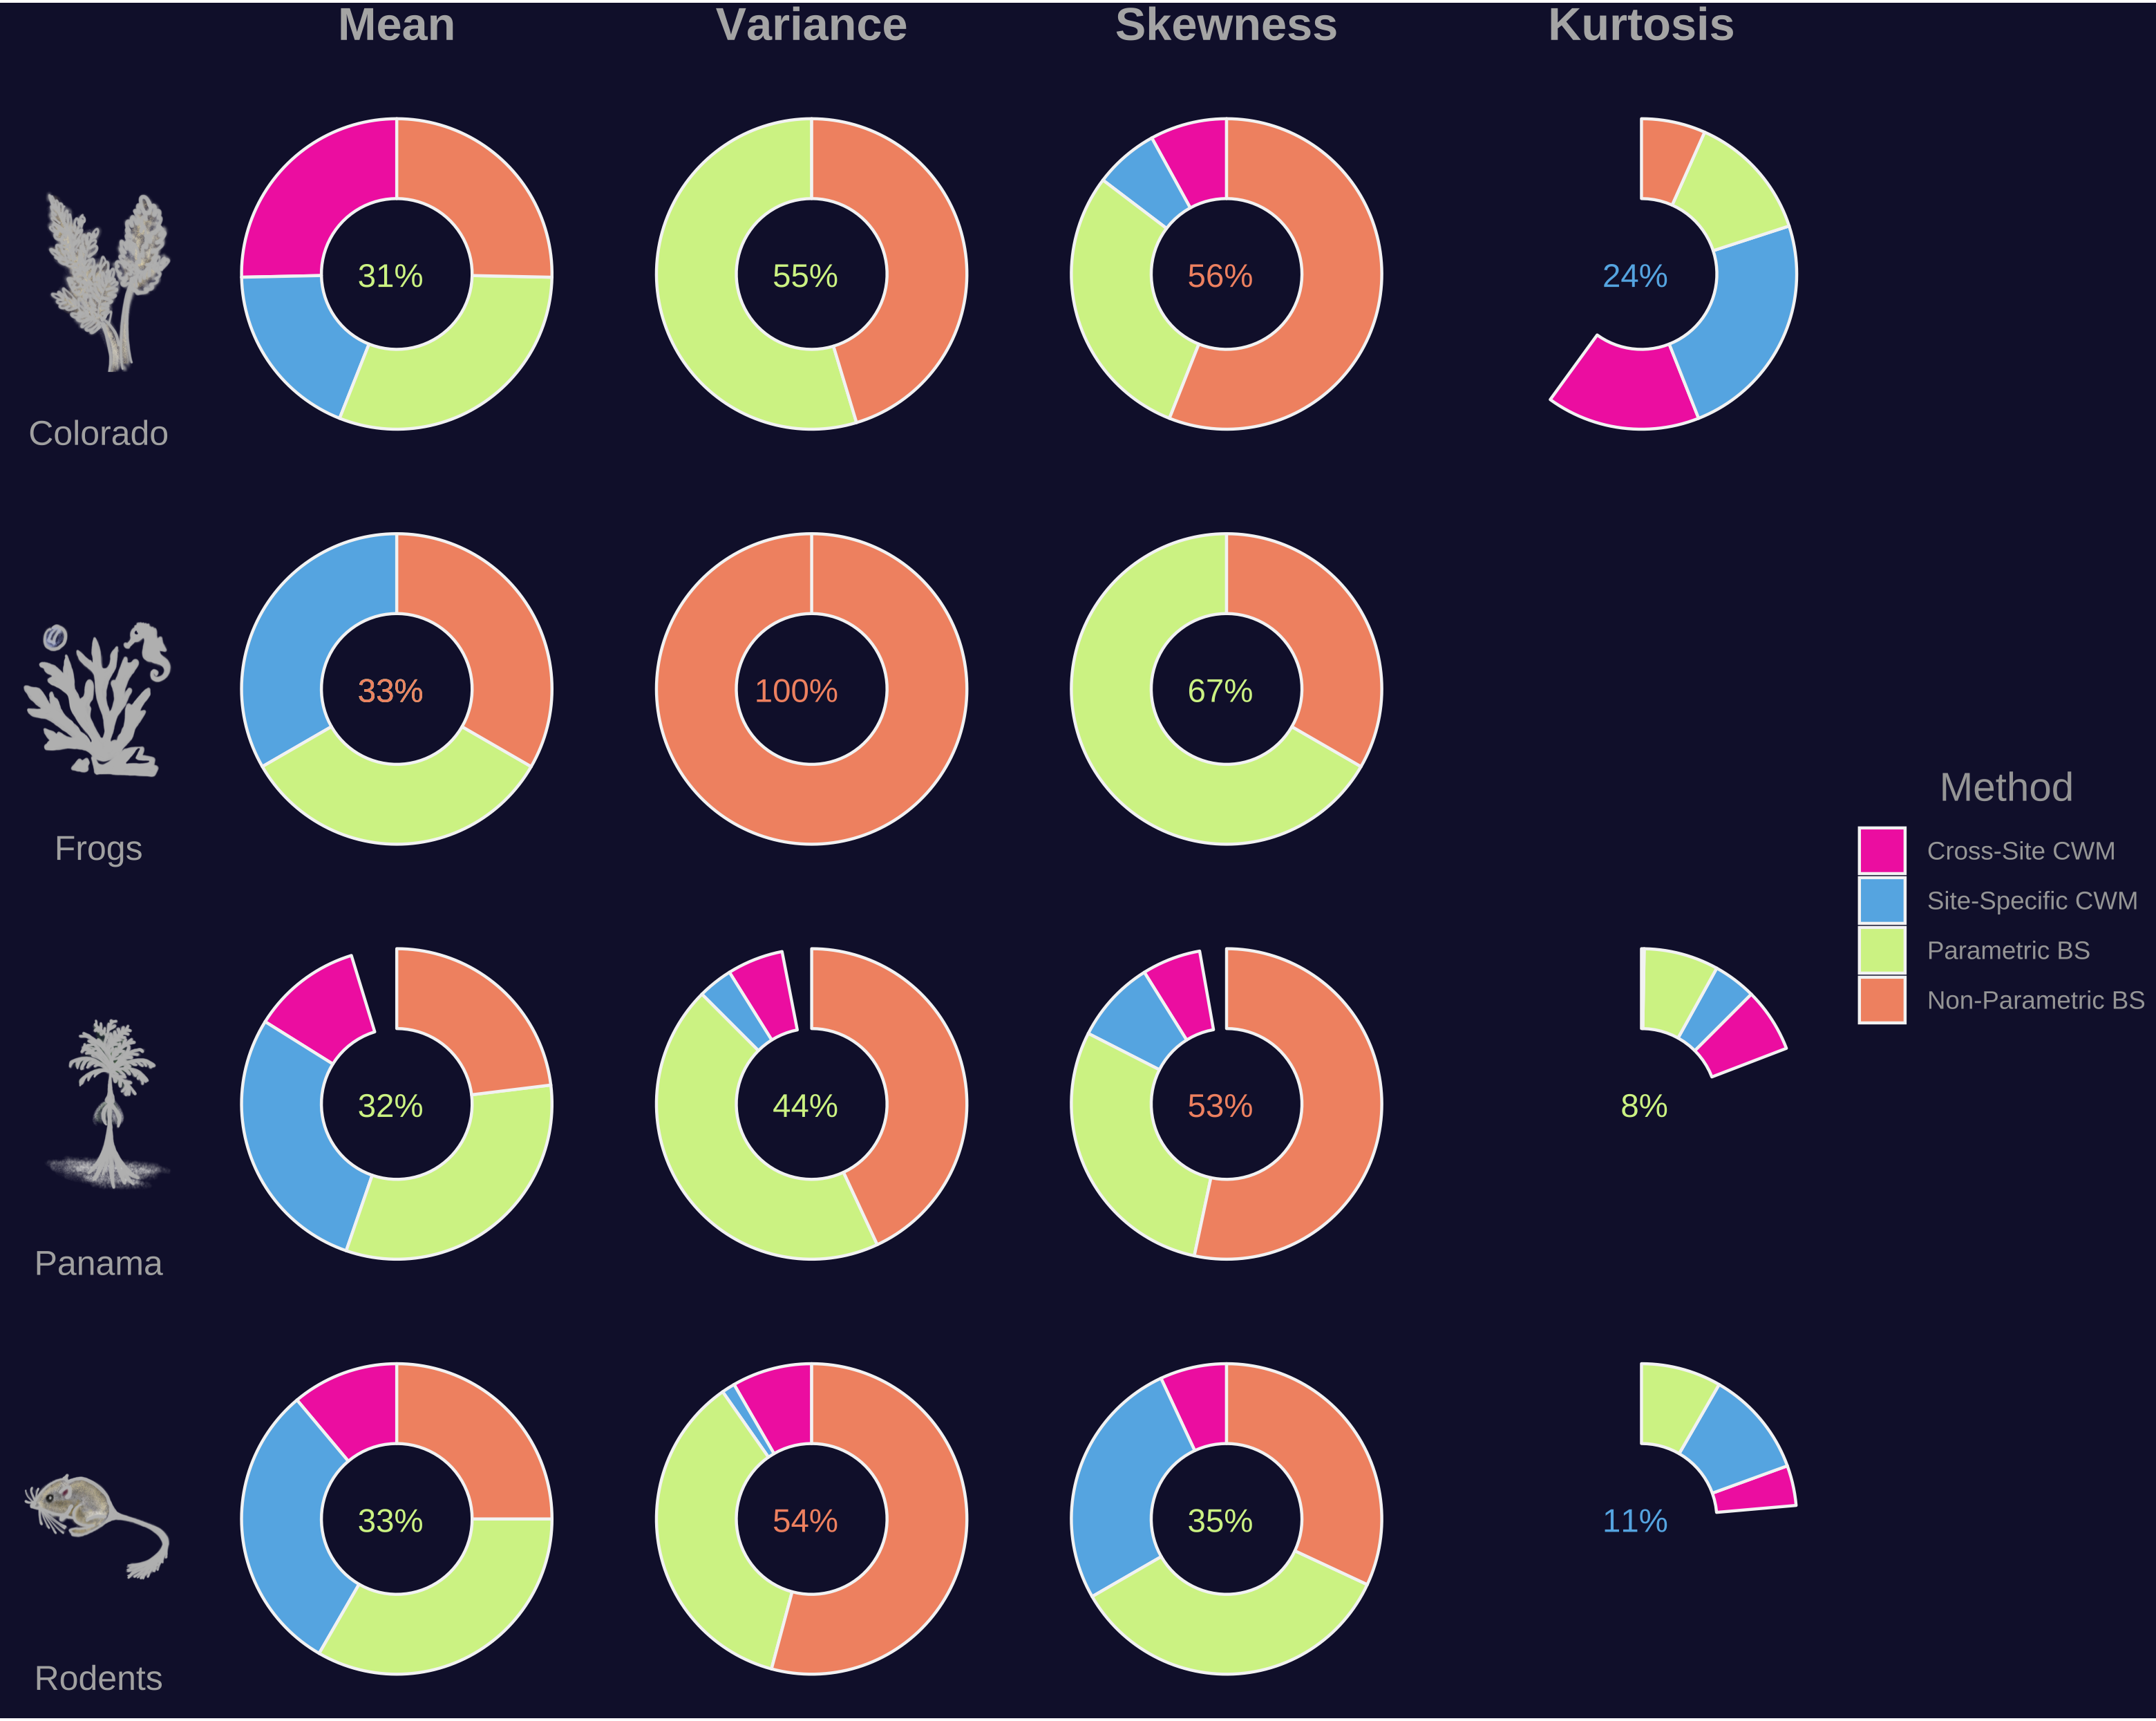 Mean Variance Skewness Kurtosis
31% 55% 56% 24%
Colorado
33% 100% 67%
Frogs
Method
Cross-Site CWM
Site-Specific CWM
Parametric BS
Non-Parametric BS
32% 44% 53% 8%
Panama
33% 54% 35% 11%
Rodents